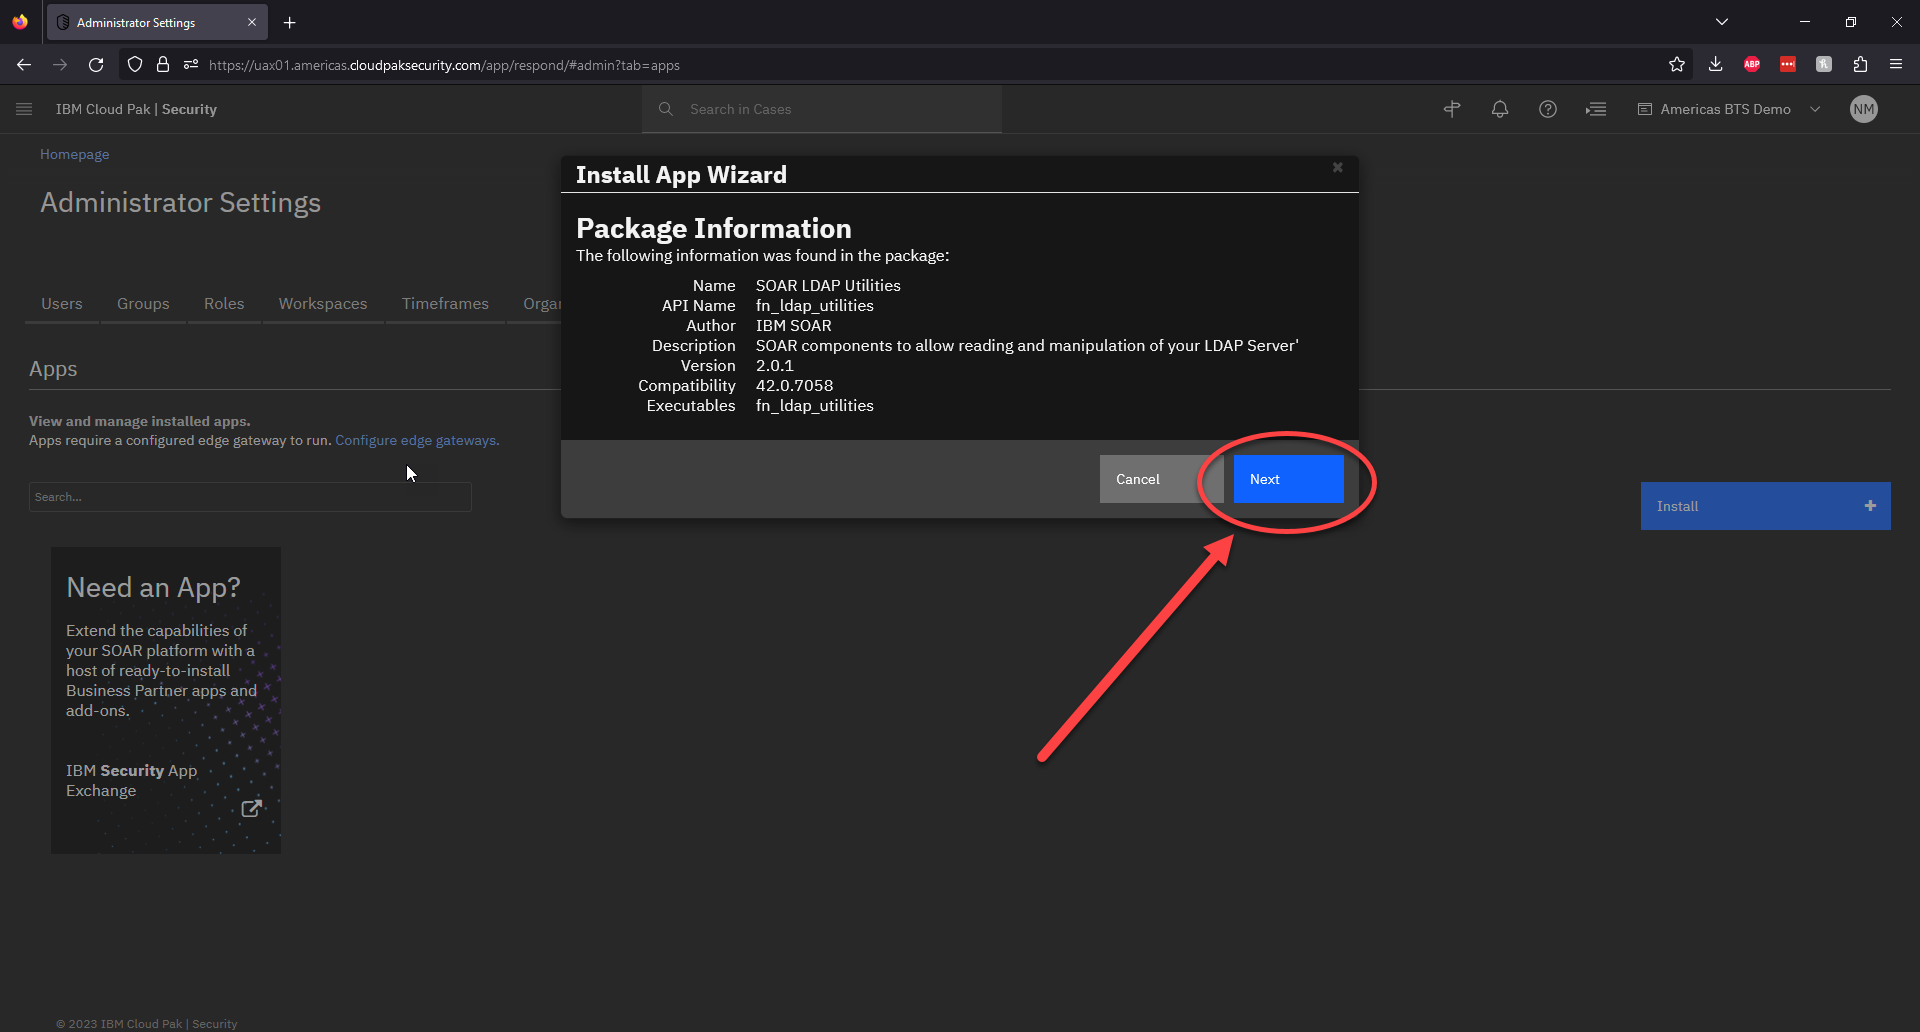 Administrator Settings
https://uax01.americas.cloudpaksecurity.com/app/respond/#admin?tab=apps
ABP
IBM Cloud Pak | Security
Search in Cases
Americas BTS Demo
NM
Homepage
Administrator Settings
Users
Groups
Roles
Workspaces
Timeframes
Organ
Apps
View and manage installed apps.
Apps require a configured edge gateway to run. Configure edge gateways.
Search...
Install
Need an App?
Extend the capabilities of
your SOAR platform with a
host of ready-to-install
Business Partner apps and
add-ons.
IBM Security App
Exchange
Install App Wizard
Package Information
The following information was found in the package:
Name SOAR LDAP Utilities
API Name fn_ldap_utilities
Author IBM SOAR
Description SOAR components to allow reading and manipulation of your LDAP Server'
Version 2.0.1
Compatibility 42.0.7058
Executables fn_ldap_utilities
Cancel
Next
© 2023 IBM Cloud Pak | Security